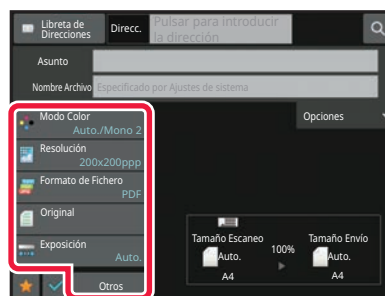 Libreta de
Direcciones
Direcc.
Pulsar para introducir
la dirección
Asunto
Nombre Archivo
Especificado por Ajustes de sistema
Modo Color
Auto./Mono 2
Opciones
Resolución
200x200ppp
Formato de Fichero
PDF
Original
Exposición
Auto.
Otros
Tamaño Escaneo
100%
Tamaño Envío
Auto.
Auto.
A4
A4